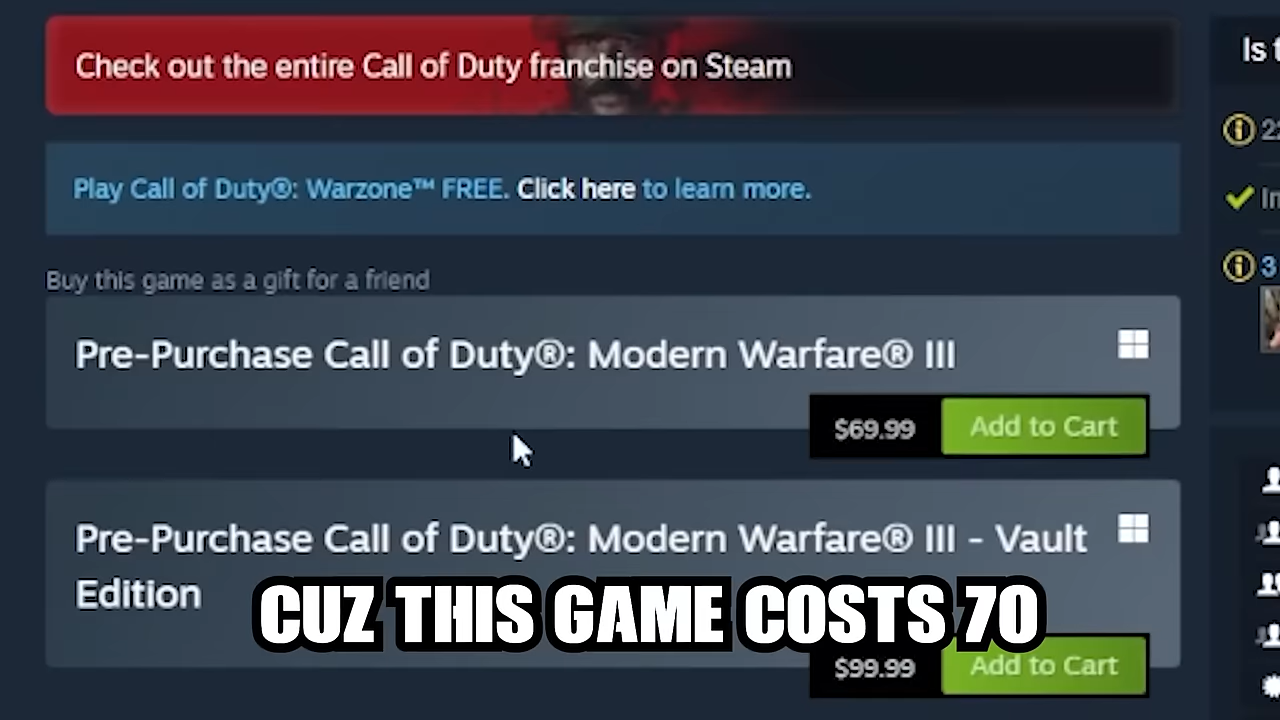 Check out the entire Call of Duty franchise on Steam
Is
Play Call of Duty®: Warzone™ FREE. Click here to learn more.
Buy this game as a gift for a friend
3
Pre-Purchase Call of Duty®: Modern Warfare® III
$69.99 Add to Cart
Pre-Purchase Call of Duty®: Modern Warfare® III - Vault
Edition
CUZ THIS GAME COSTS 70
$99.99 Add to Cart